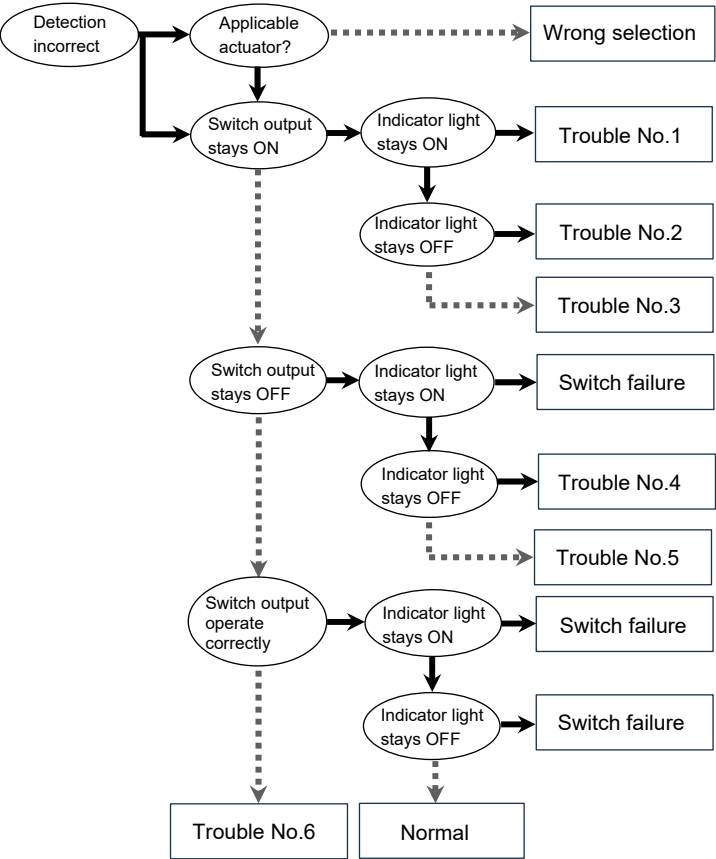 Detection
incorrect
Applicable
actuator?
Wrong selection
Switch output
stays ON
Indicator light
stays ON
Trouble No.1
Indicator light
stays OFF
Trouble No.2
Trouble No.3
Switch output
stays OFF
Indicator light
stays ON
Switch failure
Indicator light
stays OFF
Trouble No.4
Trouble No.5
Switch output
operate
correctly
Indicator light
stays ON
Switch failure
Indicator light
stays OFF
Switch failure
Trouble No.6
Normal